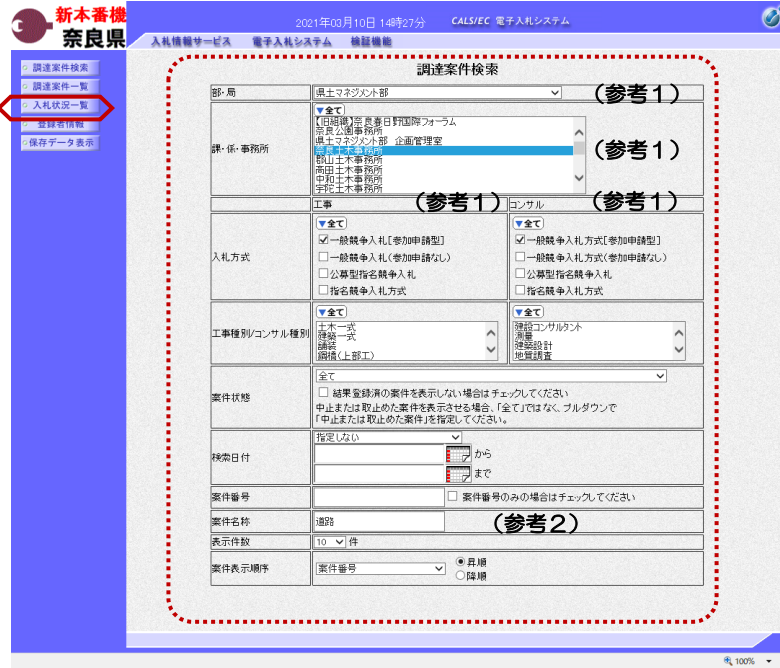 新本番機
奈良県
2021年03月10日 14時27分 CALS/EC 電子入札システム
入札情報サービス 電子入札システム 検証機能
調達案件検索
調達案件一覧
入札状況一覧
登録者情報
保存データ表示
調達案件検索
部・局 県土マネジメント部 (参考1)
課・係・事務所
▼全て
【旧組織】奈良春日野国際フォーラム
奈良公園事務所
県土マネジメント部 企画管理室
奈良土木事務所
郡山土木事務所
高田土木事務所
中和土木事務所
宇陀土木事務所
(参考1)
工事 (参考1) コンサル (参考1)
入札方式
▼全て
一般競争入札[参加申請型]
一般競争入札(参加申請なし)
公募型指名競争入札
指名競争入札方式
▼全て
一般競争入札方式[参加申請型]
一般競争入札方式(参加申請なし)
公募型指名競争入札
指名競争入札方式
工事種別/コンサル種別
▼全て
土木一式
建築一式
舗装
鋼橋(上部工)
▼全て
建設コンサルタント
測量
建築設計
地質調査
案件状態
全て
結果登録済の案件を表示しない場合はチェックしてください
中止または取止めた案件を表示させる場合、「全て」ではなく、プルダウンで
「中止または取止めた案件」を指定してください。
検索日付
指定しない
から
まで
案件番号 案件番号のみの場合はチェックしてください
案件名称 道路 (参考2)
表示件数 10 件
案件表示順序 案件番号
昇順
降順
100%